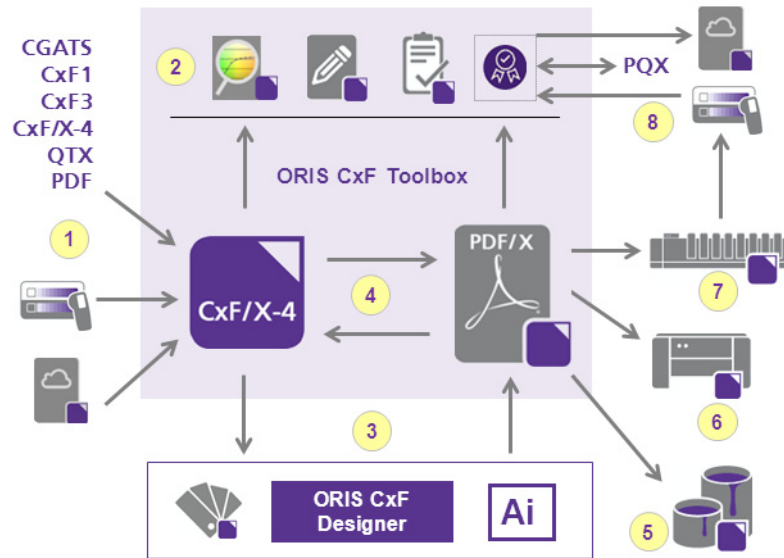 CGATS
CxF1
CxF3
CxF/X-4
QTX
PDF
1
2
PQX
8
ORIS CxF Toolbox
CxF/X-4
4
PDF/X
7
6
3
ORIS CxF
Designer
Ai
5